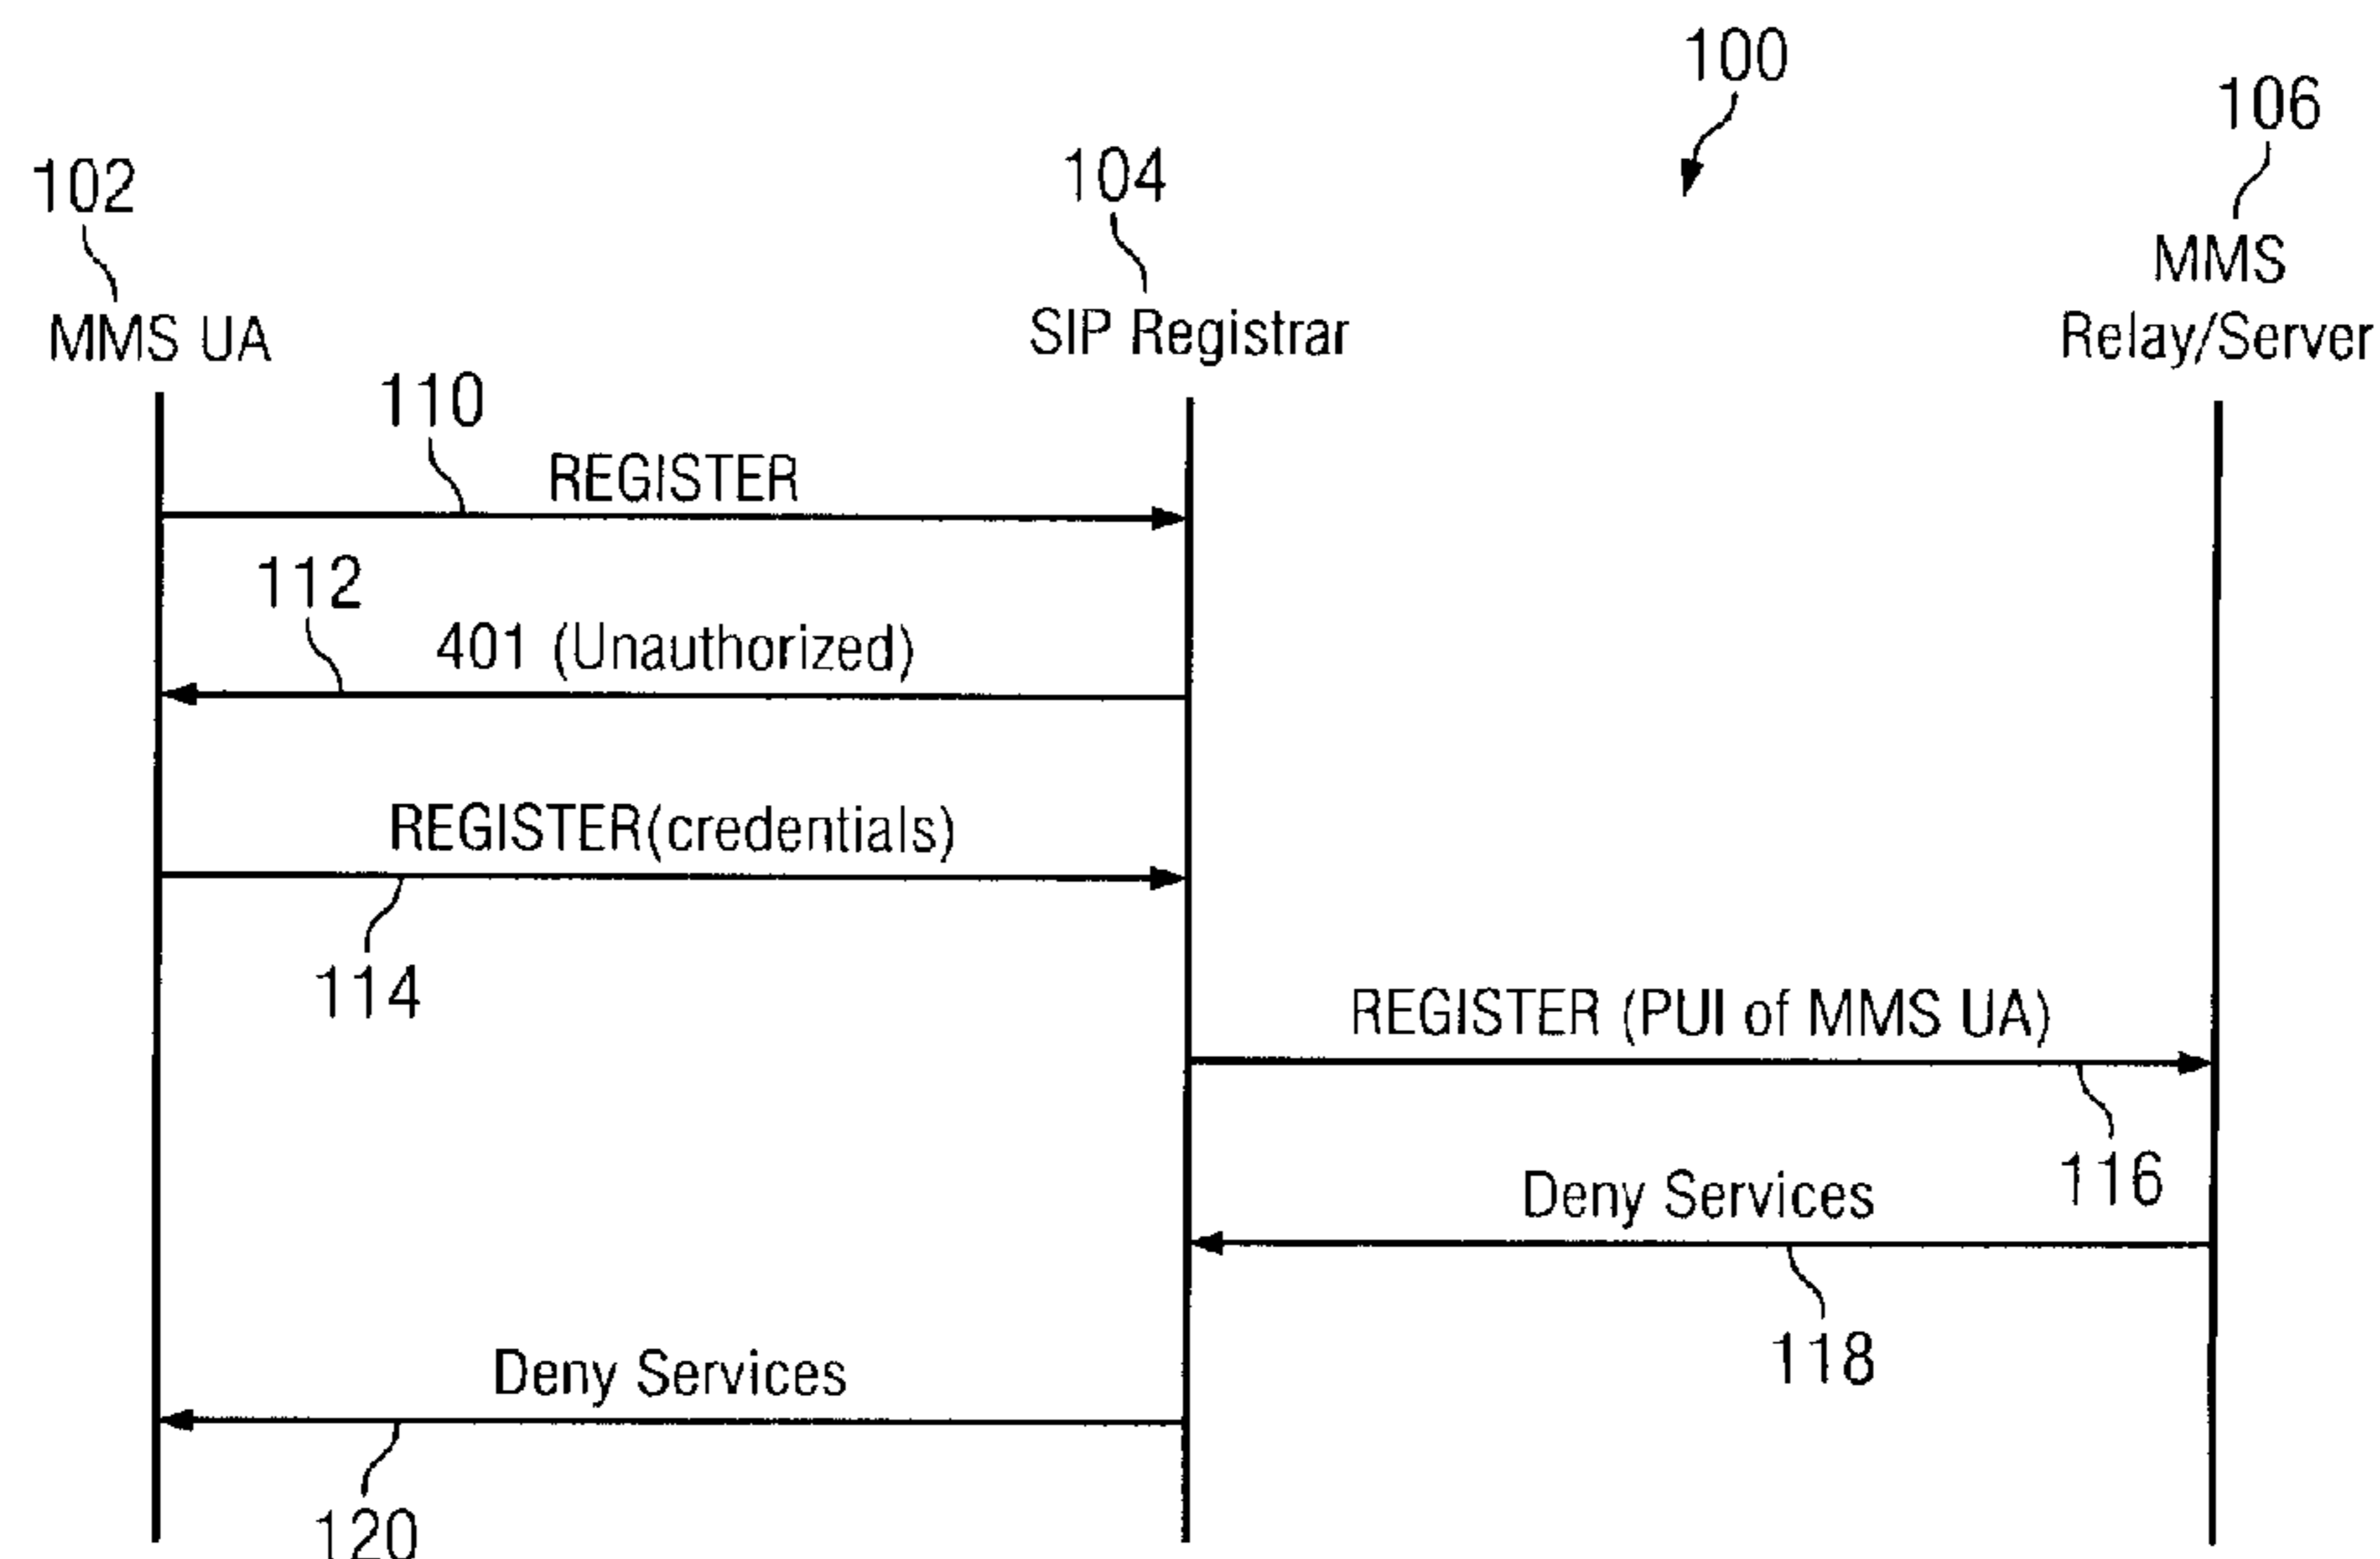 100
106
102
104
MMS
Relay/Server
MMS UA
SIP Registrar
110
REGISTER
112
401 (Unauthorized)
REGISTER(credentials)
114
REGISTER (PUI of MMS UA)
116
Deny Services
118
Deny Services
120